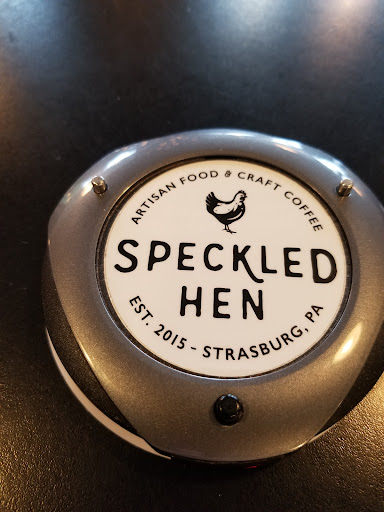 ARTISAN FOOD & CRAFT COFFEE
SPECKLED
HEN
EST. 2015 - STRASBURG, PA